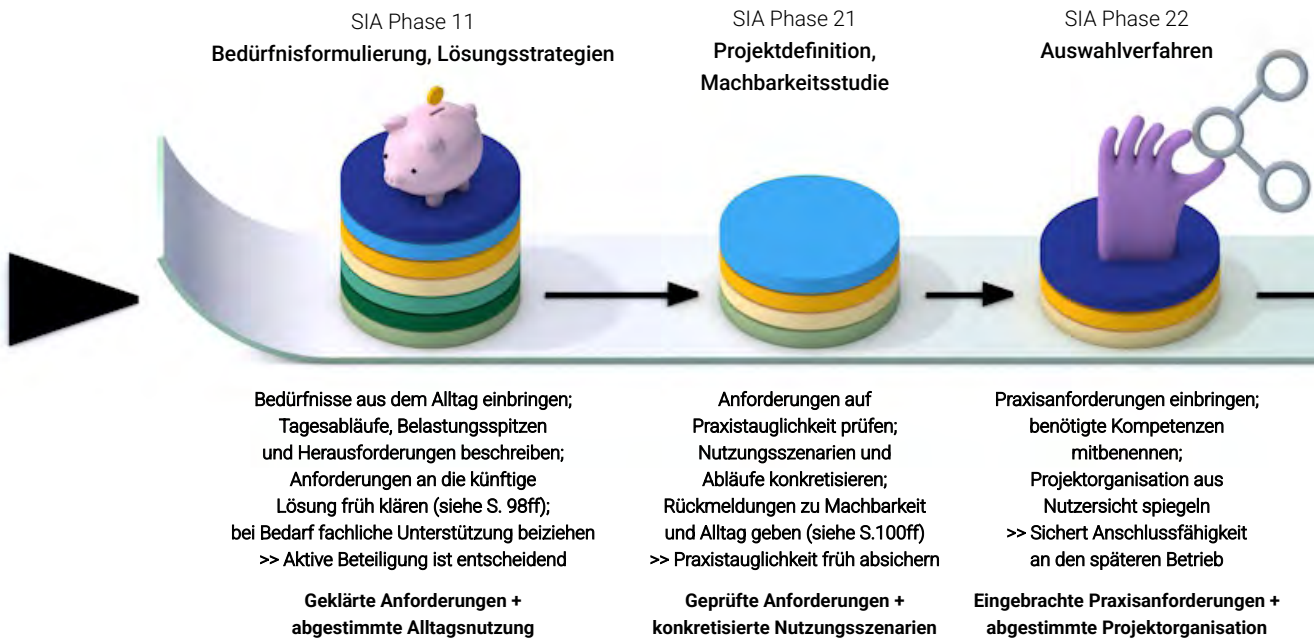 SIA Phase 11
Bedürfnisformulierung, Lösungsstrategien
SIA Phase 21
Projektdefinition,
Machbarkeitsstudie
SIA Phase 22
Auswahlverfahren
Bedürfnisse aus dem Alltag einbringen;
Tagesabläufe, Belastungsspitzen
und Herausforderungen beschreiben;
Anforderungen an die künftige
Lösung früh klären (siehe S. 98ff);
bei Bedarf fachliche Unterstützung beiziehen
>> Aktive Beteiligung ist entscheidend
Geklärte Anforderungen +
abgestimmte Alltagsnutzung
Anforderungen auf
Praxistauglichkeit prüfen;
Nutzungsszenarien und
Abläufe konkretisieren;
Rückmeldungen zu Machbarkeit
und Alltag geben (siehe S.100ff)
>> Praxistauglichkeit früh absichern
Geprüfte Anforderungen +
konkretisierte Nutzungsszenarien
Praxisanforderungen einbringen;
benötigte Kompetenzen
mitbenennen;
Projektorganisation aus
Nutzersicht spiegeln
>> Sichert Anschlussfähigkeit
an den späteren Betrieb
Eingebrachte Praxisanforderungen +
abgestimmte Projektorganisation